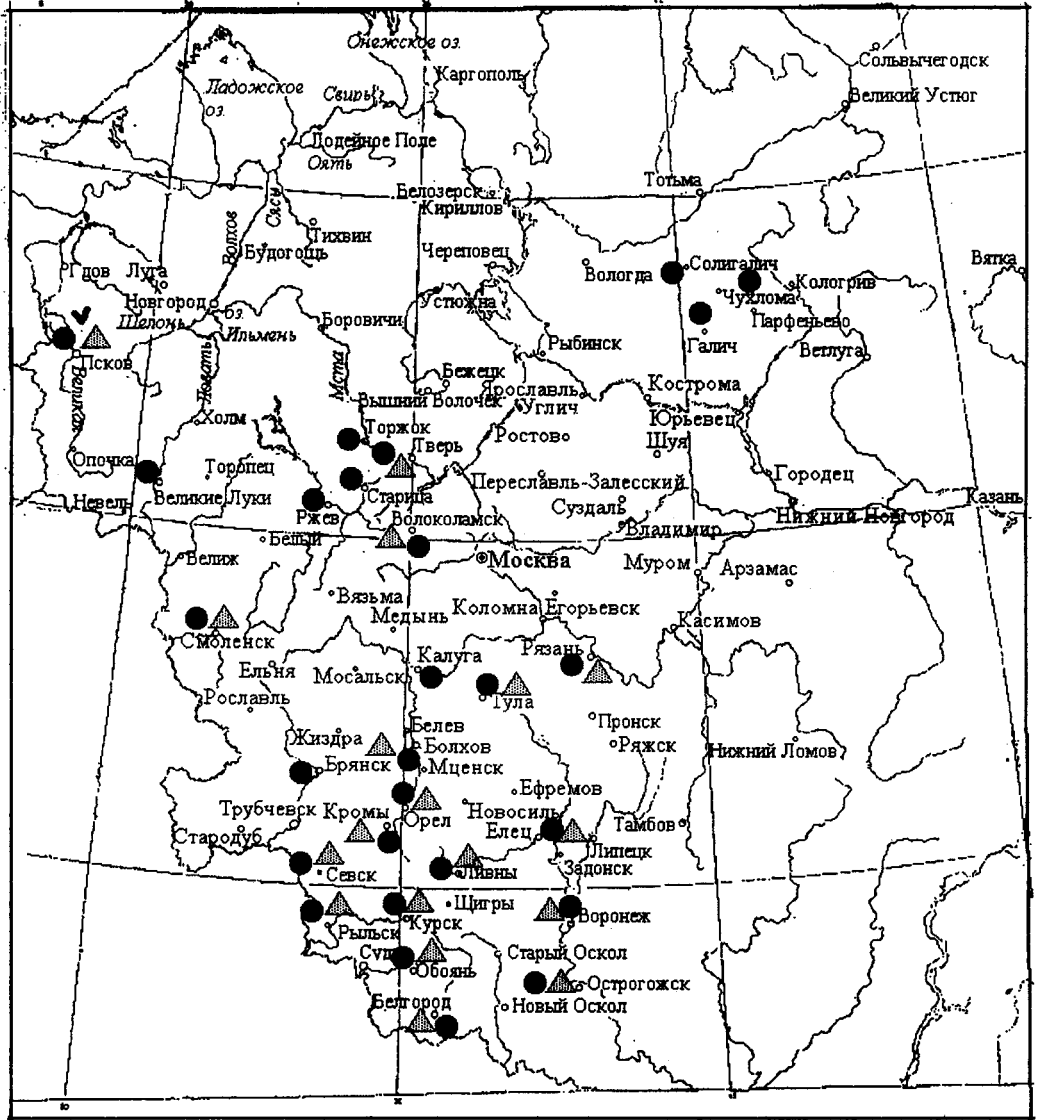 Онежское оз.
Сольвычегодск
Каргополь
Ладожское
оз.
Свирь
Великий Устюг
Лодейное Поле
Оять
Тотьма
Белозерск
Кириллов
Сясь
Волхов
Тихвин
Будогощь
Череповец
Вологда
Солигалич
Вятка
Гдов
Луга
Чухлома
Кологрив
Новгород
Устюжна
оз.
Ильмень
Шелонь
Боровичи
Парфеньево
Псков
Рыбинск
Галич
Ветлуга
Великая
Ловать
Мста
Бежецк
Ярославль
Кострома
Вышний Волочек
Углич
Юрьевец
Холм
Торжок
Тверь
Ростов
Шуя
Опочка
Торопец
Переславль-Залесский
Городец
Невель
Великие Луки
Старица
Суздаль
Казань
Ржев
Волоколамск
Владимир
Нижний Новгород
Белый
Велиж
Москва
Муром
Арзамас
Вязьма
Медынь
Коломна
Егорьевск
Касимов
Смоленск
Ельня
Мосальск
Калуга
Рязань
Рославль
Тула
Пронск
Жиздра
Белев
Болхов
Ряжск
Нижний Ломов
Брянск
Мценск
Ефремов
Трубчевск
Кромы
Орел
Новосиль
Тамбов
Стародуб
Елец
Липецк
Севск
Ливны
Задонск
Щигры
Воронеж
Рыльск
Курск
Старый Оскол
Обоянь
Острогожск
Белгород
Новый Оскол